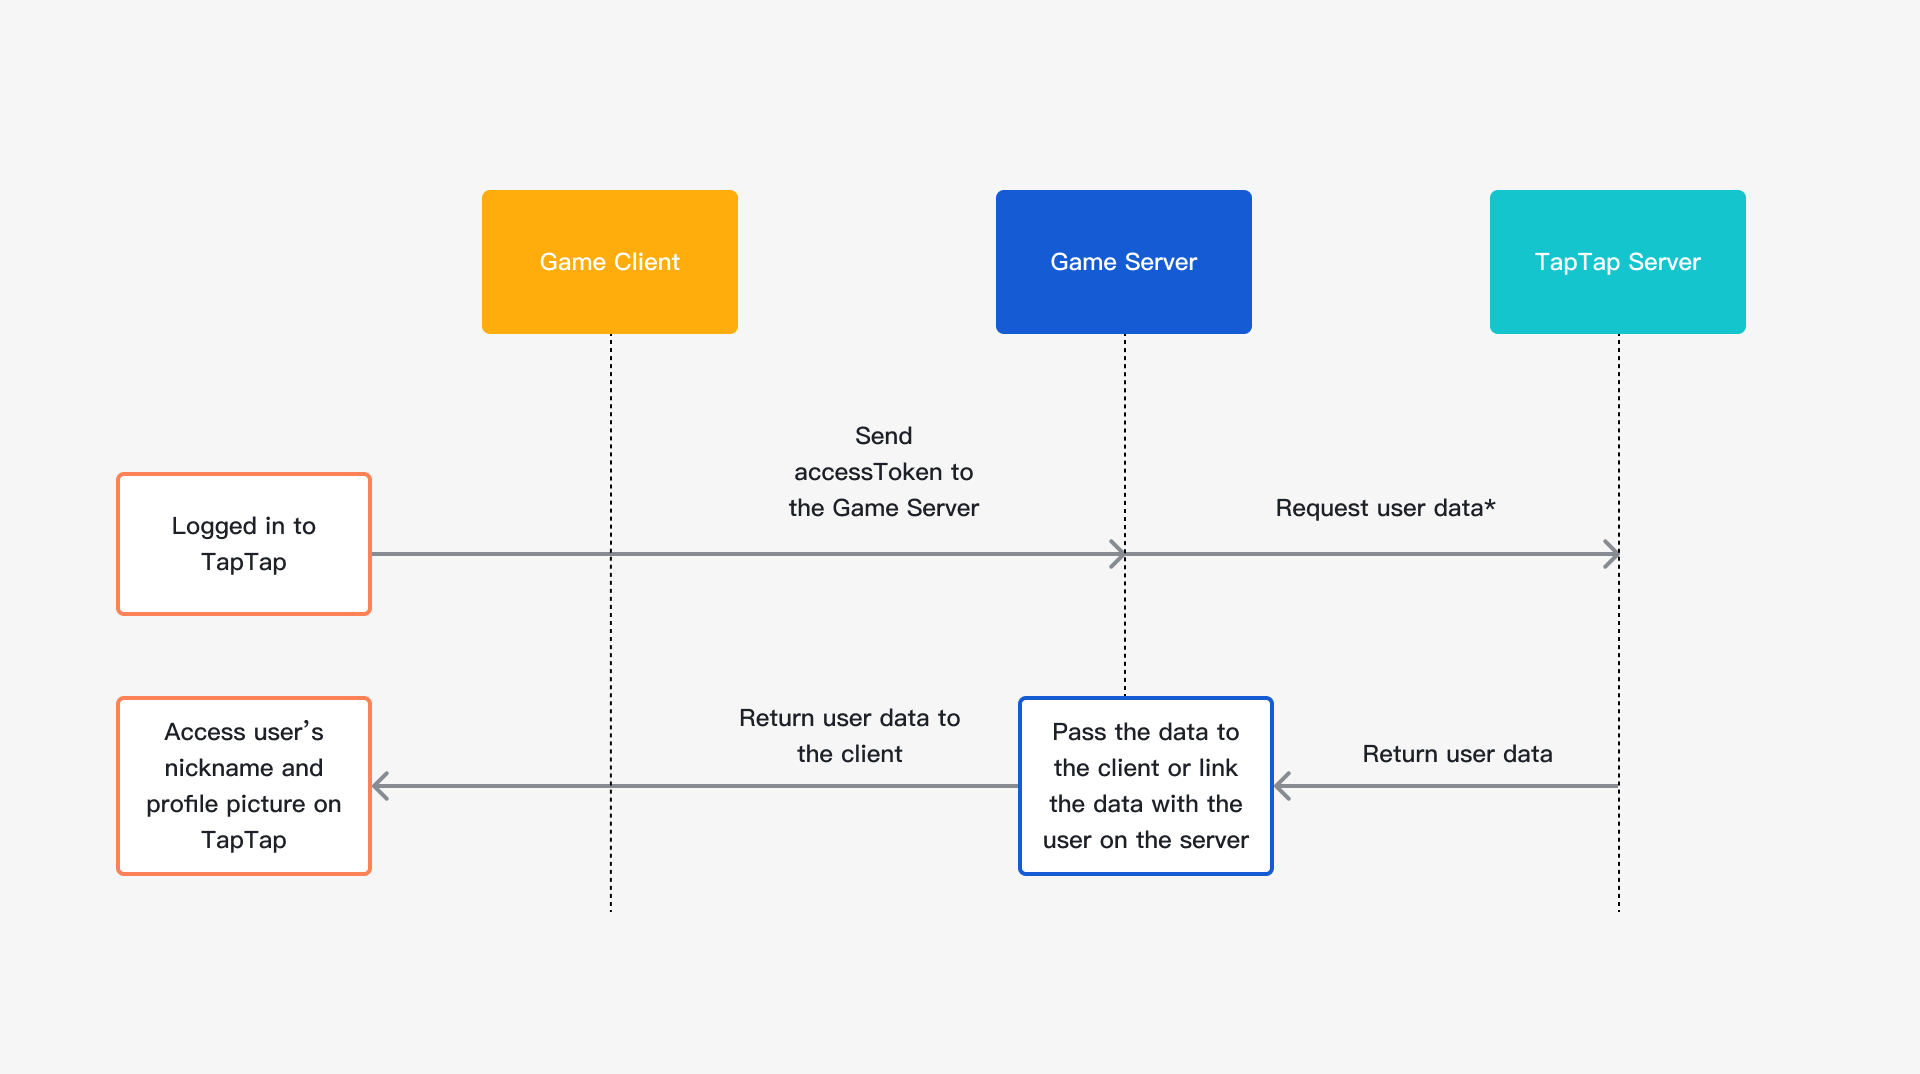 Game Client
Game Server
TapTap Server
Send
accessToken to
the Game Server
Request user data*
Logged in to
TapTap
Access user’s
nickname and
profile picture on
TapTap
Return user data to
the client
Pass the data to
the client or link
the data with the
user on the server
Return user data